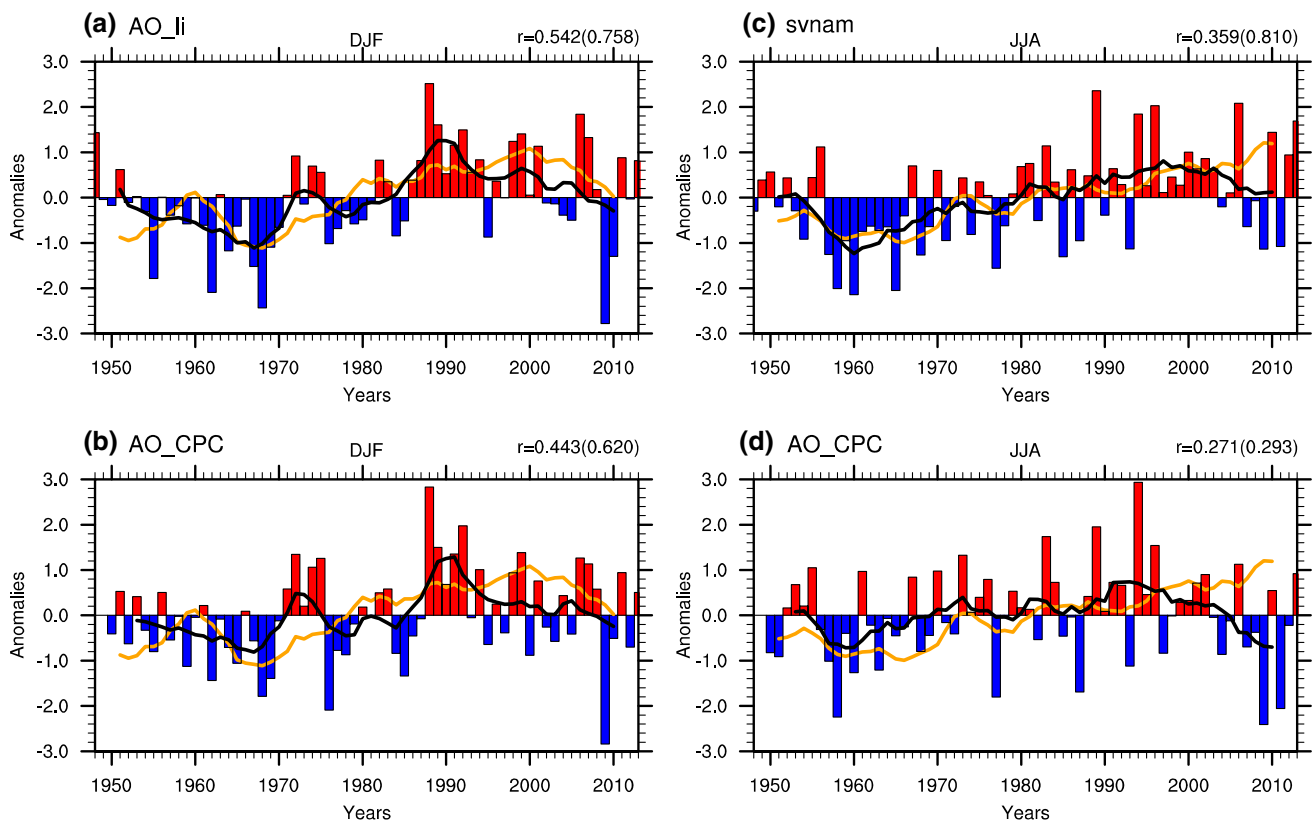 (a) AO_li
DJF
r=0.542(0.758)
3.0
2.0
1.0
0.0
-1.0
-2.0
-3.0
Anomalies
1950 1960 1970 1980 1990 2000 2010
Years
(c) svnam
JJA
r=0.359(0.810)
3.0
2.0
1.0
0.0
-1.0
-2.0
-3.0
Anomalies
1950 1960 1970 1980 1990 2000 2010
Years
(b) AO_CPC
DJF
r=0.443(0.620)
3.0
2.0
1.0
0.0
-1.0
-2.0
-3.0
Anomalies
1950 1960 1970 1980 1990 2000 2010
Years
(d) AO_CPC
JJA
r=0.271(0.293)
3.0
2.0
1.0
0.0
-1.0
-2.0
-3.0
Anomalies
1950 1960 1970 1980 1990 2000 2010
Years